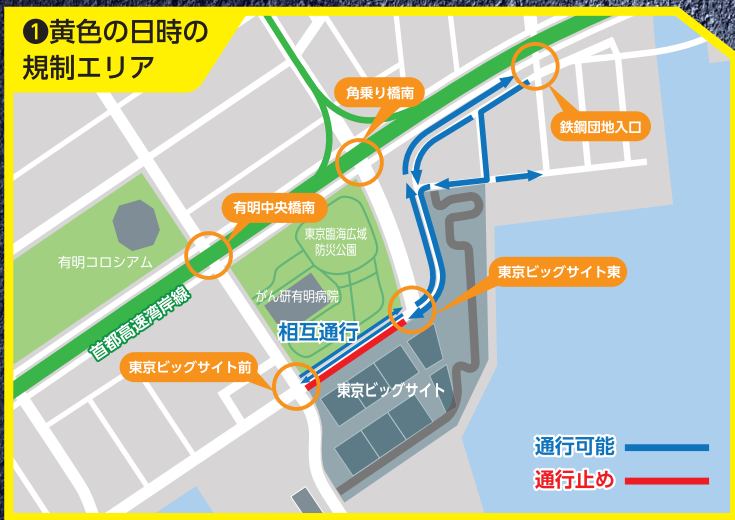 ❶黄色の日時の
規制エリア
角乗り橋南
鉄鋼団地入口
有明中央橋南
東京臨海広域
防災公園
有明コロシアム
がん研有明病院
東京ビッグサイト東
首都高速湾岸線
相互通行
東京ビッグサイト前
東京ビッグサイト
通行可能
通行止め